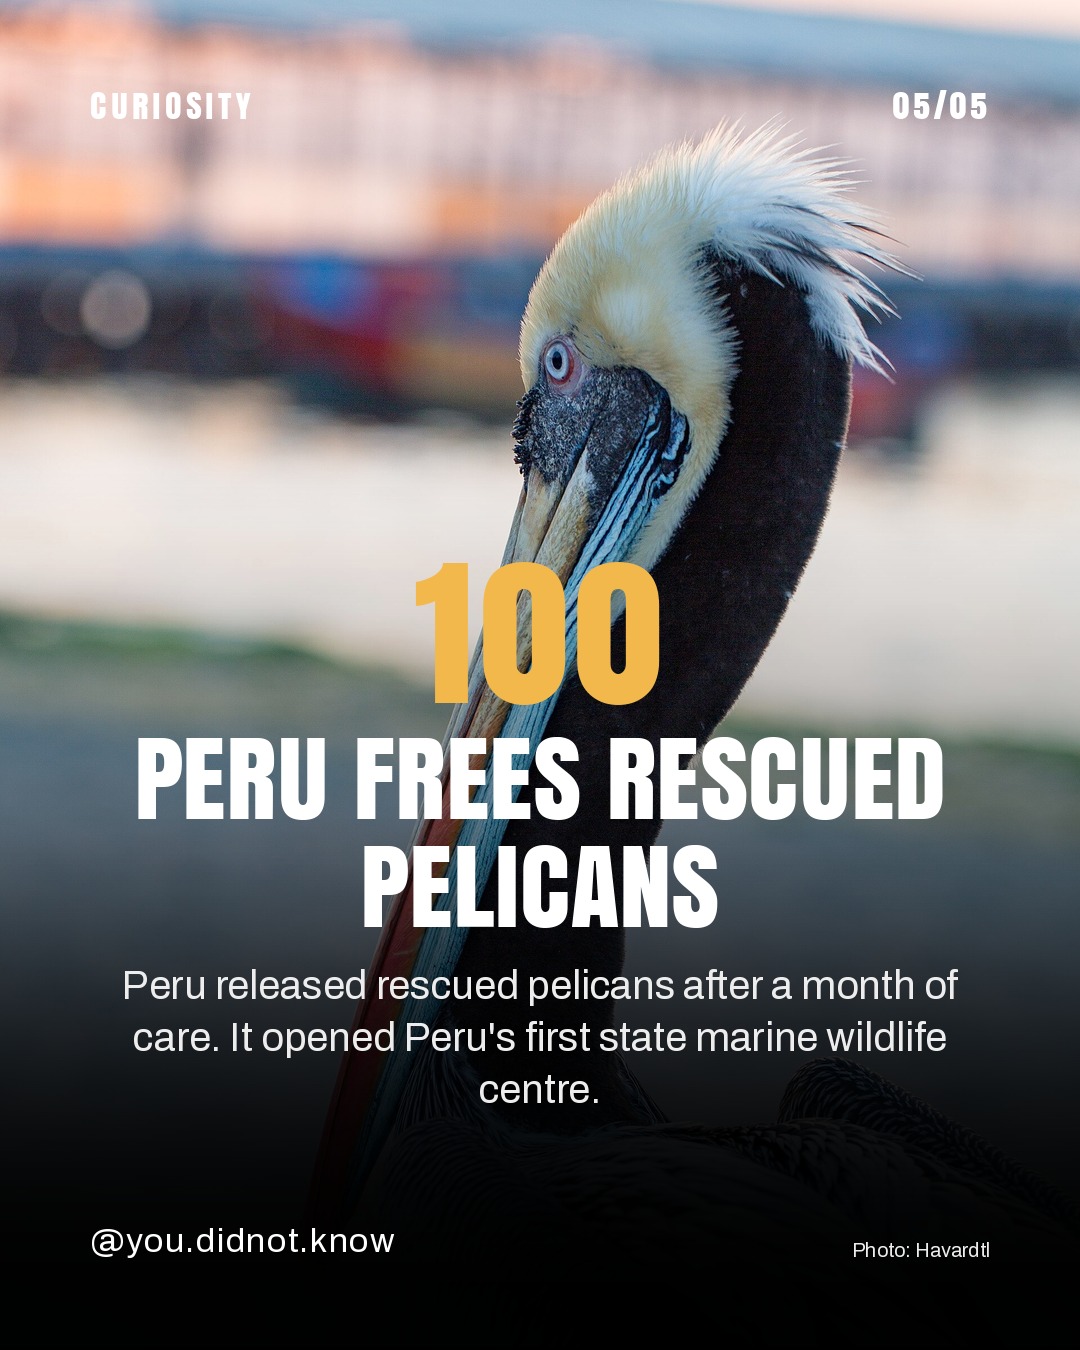 CURIOSITY
05/05
100
PERU FREES RESCUED
PELICANS
Peru released rescued pelicans after a month of
care. It opened Peru's first state marine wildlife
centre.
@you.didnot.know
Photo: Havardtl